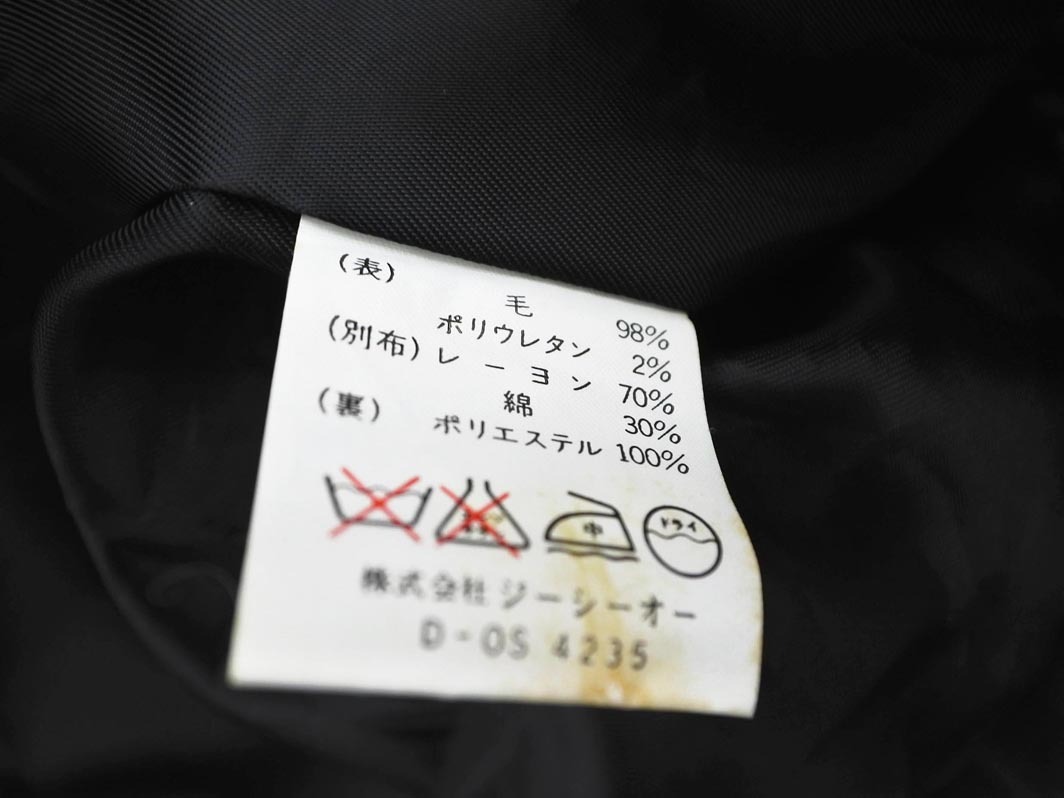 (表)
毛 98%
ポリウレタン 2%
(別布) レーヨン 70%
綿 30%
(裏) ポリエステル 100%
中 ドライ
株式会社 ジーシーオー
D-OS 4235